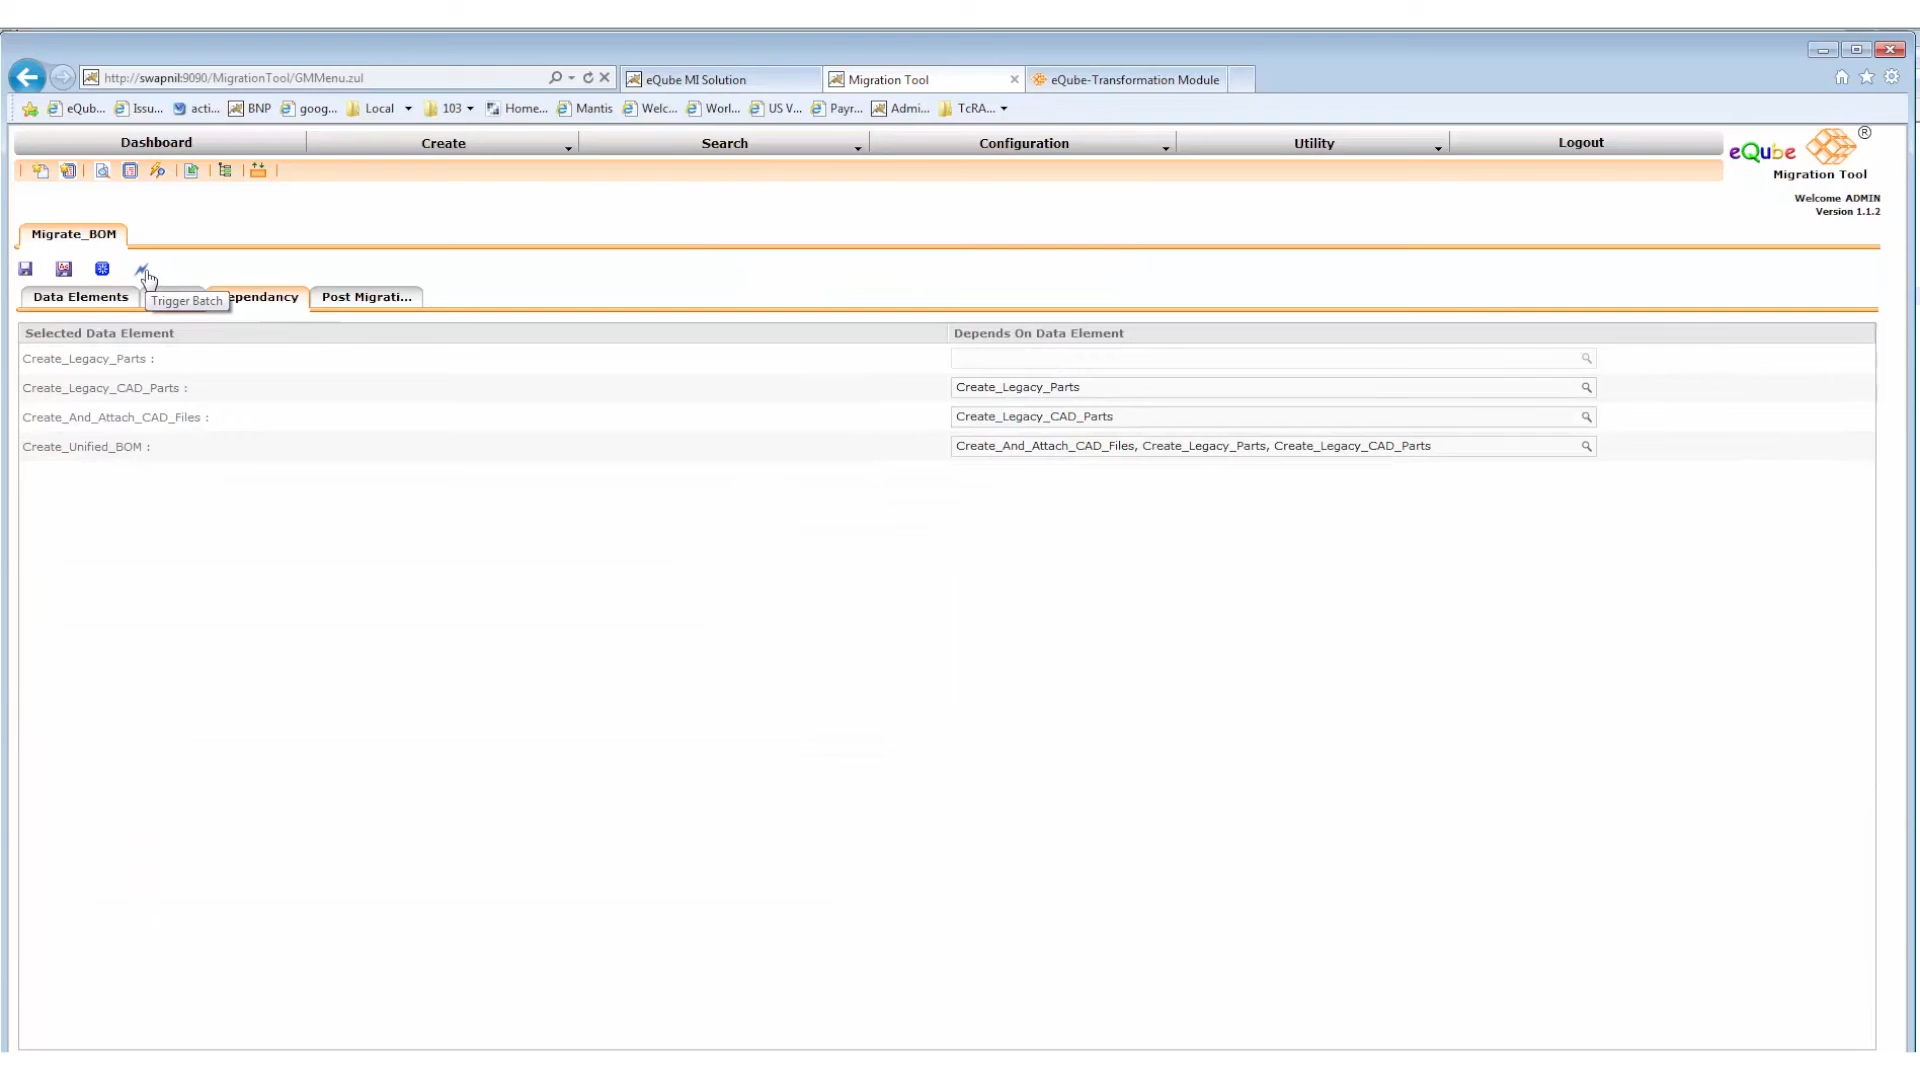 http://swapnil:9090/MigrationTool/GMMenu.zul
eQube MI Solution
Migration Tool
eQube-Transformation Module
eQub... Issu... acti... BNP goog... Local 103 Home... Mantis Welc... Worl... US V... Payr... Admi... TcRA...
Dashboard Create Search Configuration Utility Logout
eQube ®
Migration Tool
Welcome ADMIN
Version 1.1.2
Migrate_BOM
Data Elements ependancy Post Migrati...
Trigger Batch
Selected Data Element Depends On Data Element
Create_Legacy_Parts :
Create_Legacy_CAD_Parts : Create_Legacy_Parts
Create_And_Attach_CAD_Files : Create_Legacy_CAD_Parts
Create_Unified_BOM : Create_And_Attach_CAD_Files, Create_Legacy_Parts, Create_Legacy_CAD_Parts